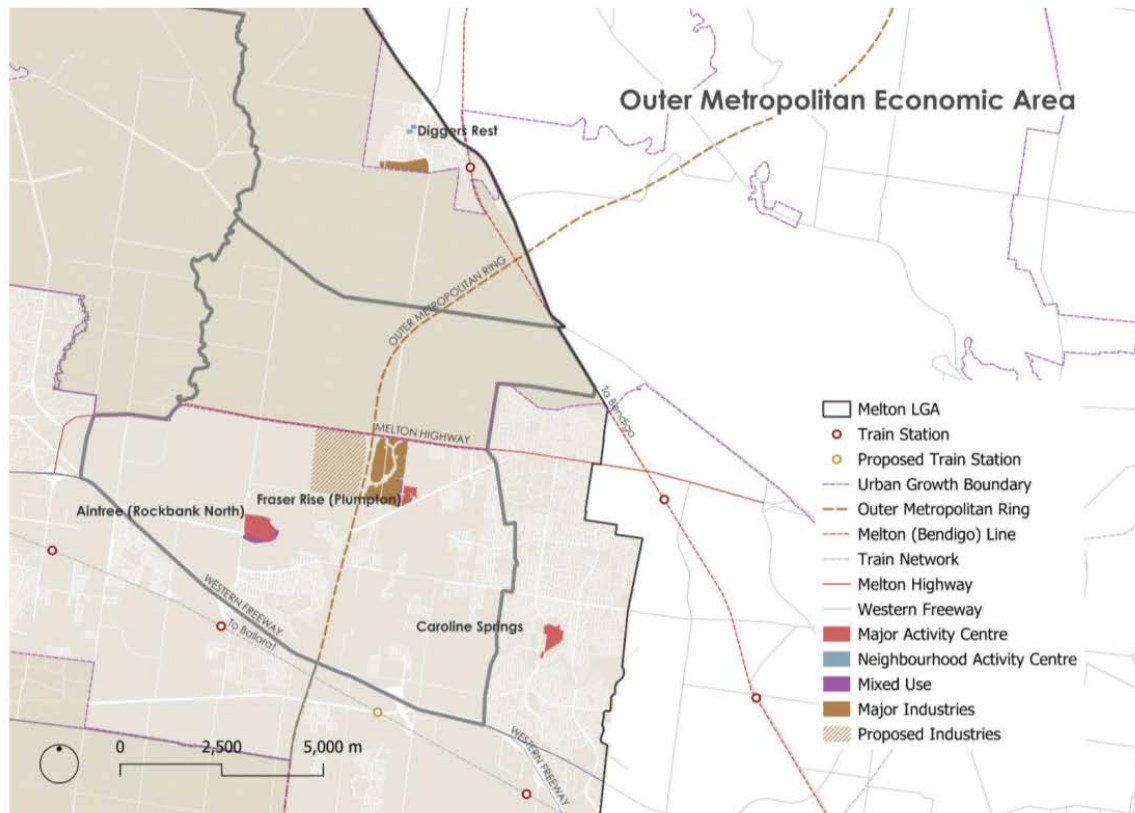 Outer Metropolitan Economic Area
Diggers Rest
OUTER METROPOLITAN RING
To Bendigo
MELTON HIGHWAY
Fraser Rise (Plumpton)
Aintree (Rockbank North)
WESTERN FREEWAY
To Ballarat
Caroline Springs
WESTERN FREEWAY
0 2,500 5,000 m
Melton LGA
Train Station
Proposed Train Station
Urban Growth Boundary
Outer Metropolitan Ring
Melton (Bendigo) Line
Train Network
Melton Highway
Western Freeway
Major Activity Centre
Neighbourhood Activity Centre
Mixed Use
Major Industries
Proposed Industries